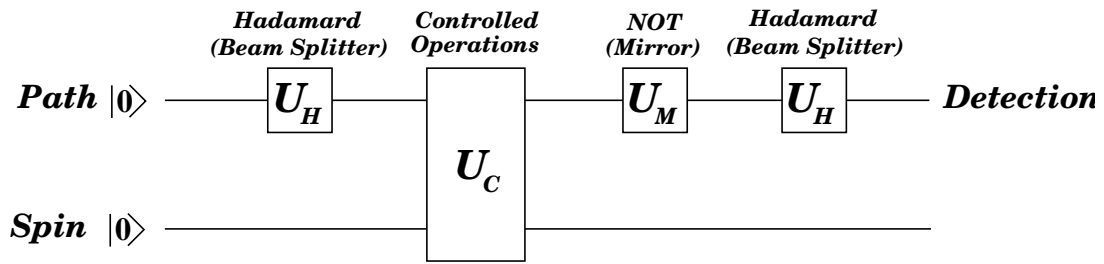 Hadamard
(Beam Splitter)
Controlled
Operations
NOT
(Mirror)
Hadamard
(Beam Splitter)
Path |0⟩
U_H
U_C
U_M
U_H
Detection
Spin |0⟩